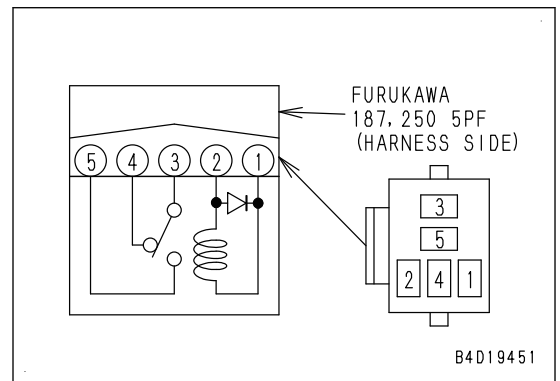 FURUKAWA
187, 250 5PF
(HARNESS SIDE)
5 4 3 2 1
3
5
2 4 1
B4D19451